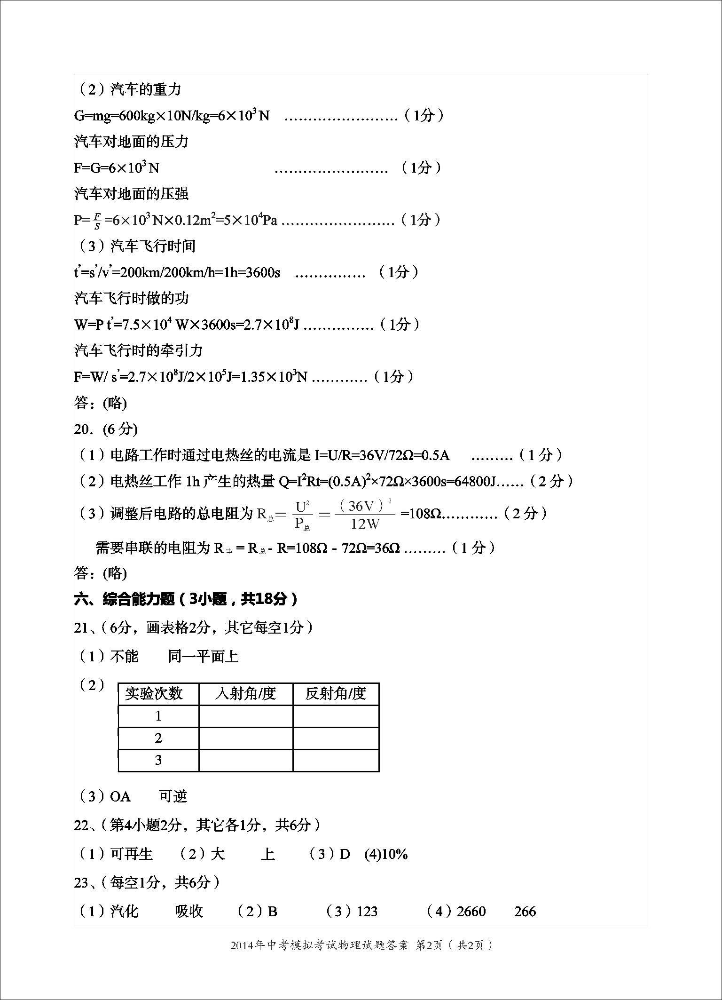 （2）汽车的重力
G=mg=600kg×10N/kg=6×10³N ……………………（1分）
汽车对地面的压力
F=G=6×10³N ……………………（1分）
汽车对地面的压强
P=F/S=6×10³N×0.12m²=5×10⁴Pa……………………（1分）
（3）汽车飞行时间
t’=s’/v’=200km/200km/h=1h=3600s ……………（1分）
汽车飞行时做的功
W=P t’=7.5×10⁴ W×3600s=2.7×10⁸J……………（1分）
汽车飞行时的牵引力
F=W/ s’=2.7×10⁸J/2×10⁵J=1.35×10³N…………（1分）
答：(略)
20．(6 分)
（1）电路工作时通过电热丝的电流是 I=U/R=36V/72Ω=0.5A ………（1 分）
（2）电热丝工作 1h 产生的热量 Q=I²Rt=(0.5A)²×72Ω×3600s=64800J……（2 分）
（3）调整后电路的总电阻为 R总=U²/P总=（36V）²/12W=108Ω…………（2 分）
需要串联的电阻为 R串 = R总- R=108Ω - 72Ω=36Ω………（1 分）
答：(略)
六、综合能力题（3小题，共18分）
21、（6分，画表格2分，其它每空1分）
（1）不能 同一平面上
（2）
实验次数 入射角/度 反射角/度
1
2
3
（3）OA 可逆
22、（第4小题2分，其它各1分，共6分）
（1）可再生 （2）大 上 （3）D (4)10%
23、（每空1分，共6分）
（1）汽化 吸收 （2）B （3）123 （4）2660 266
2014年中考模拟考试物理试题答案 第2页（共2页）